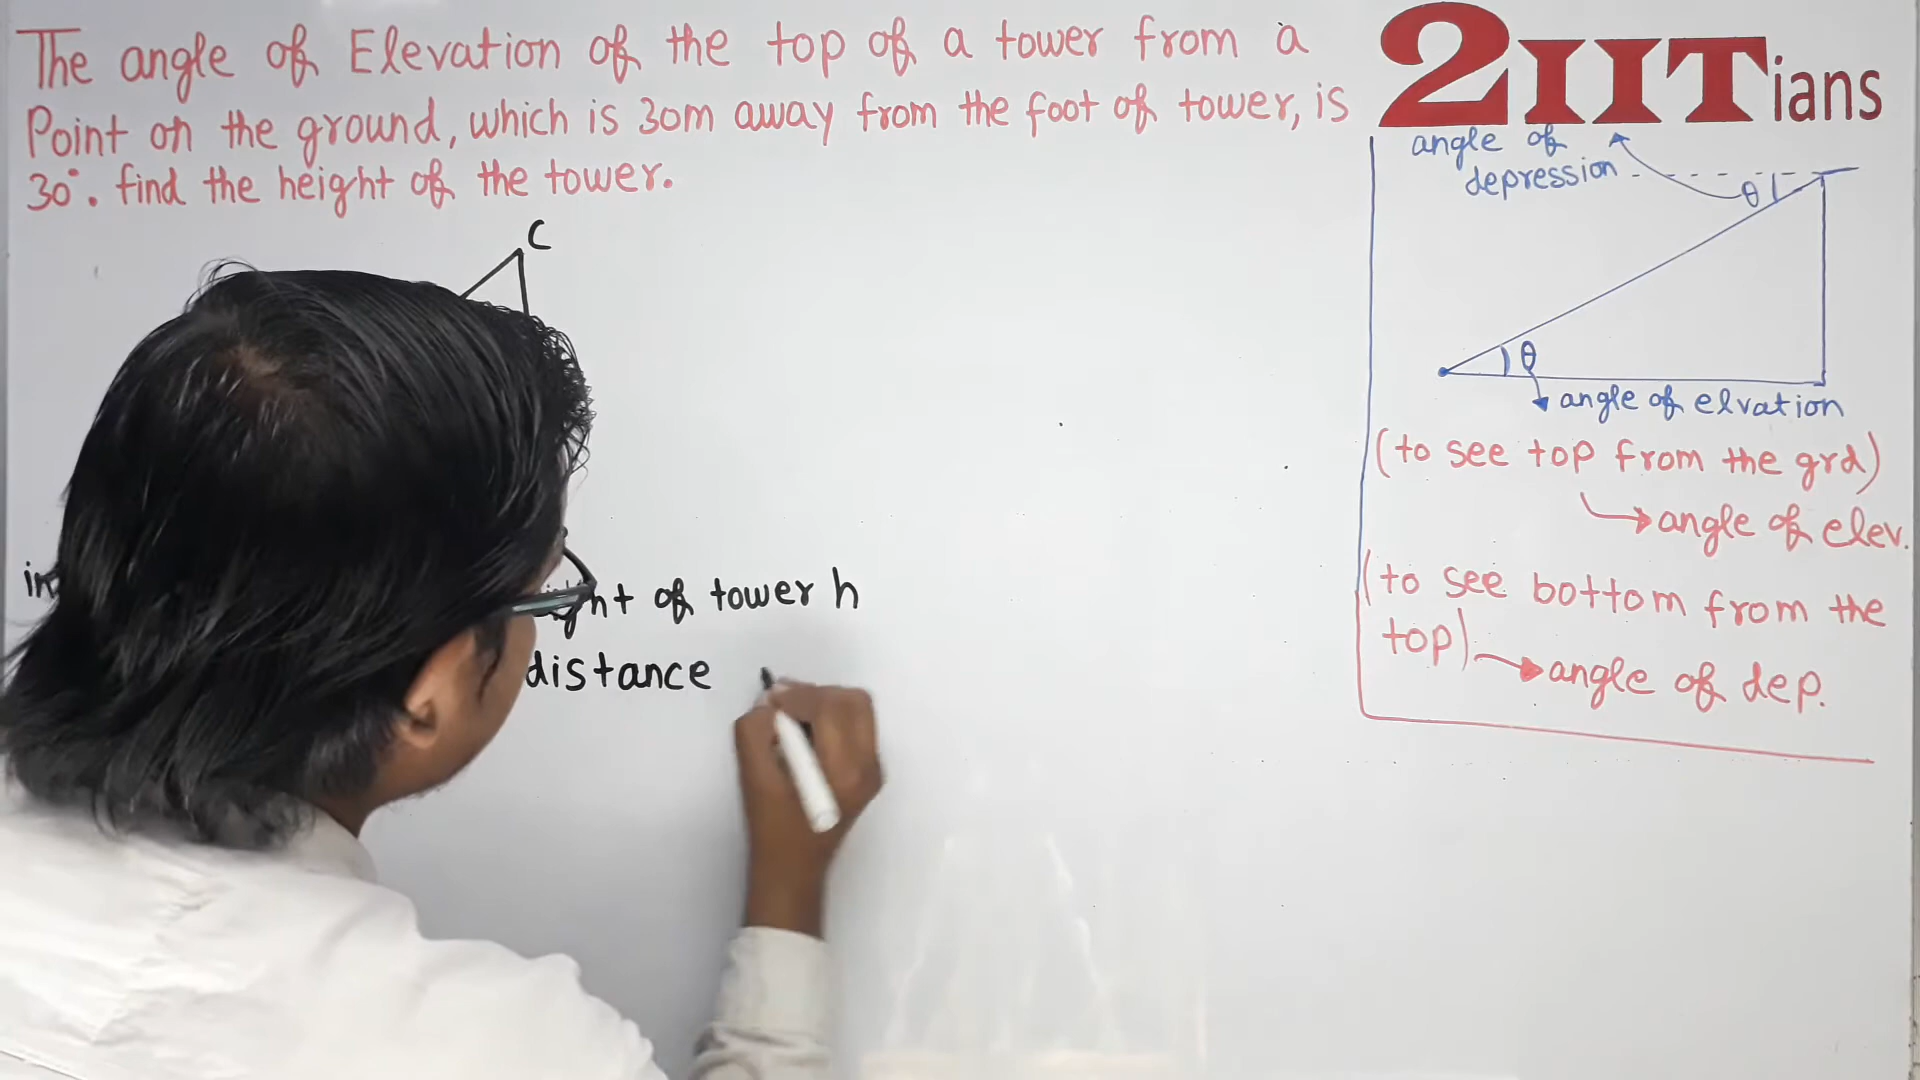 The angle of Elevation of the top of a tower from a
Point on the ground, which is 30m away from the foot of tower, is
30°. find the height of the tower.
C
of tower h
distance
2IITians
angle of
depression
θ
θ
angle of elvation
(to see top from the grd)
angle of elev.
(to see bottom from the
top)
angle of dep.